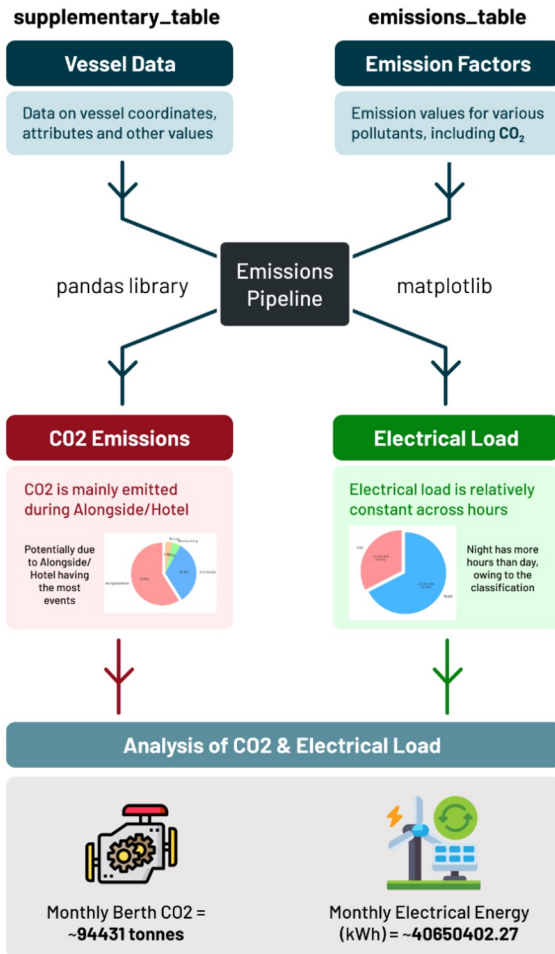 supplementary_table
emissions_table
Vessel Data
Emission Factors
Data on vessel coordinates,
attributes and other values
Emission values for various
pollutants, including CO₂
pandas library
Emissions
Pipeline
matplotlib
CO2 Emissions
Electrical Load
CO2 is mainly emitted
during Alongside/Hotel
Potentially due
to Alongside/
Hotel having
the most
events
Electrical load is relatively
constant across hours
Night has more
hours than day,
owing to the
classification
Analysis of CO2 & Electrical Load
Monthly Berth CO2 =
~94431 tonnes
Monthly Electrical Energy
(kWh) = ~40650402.27